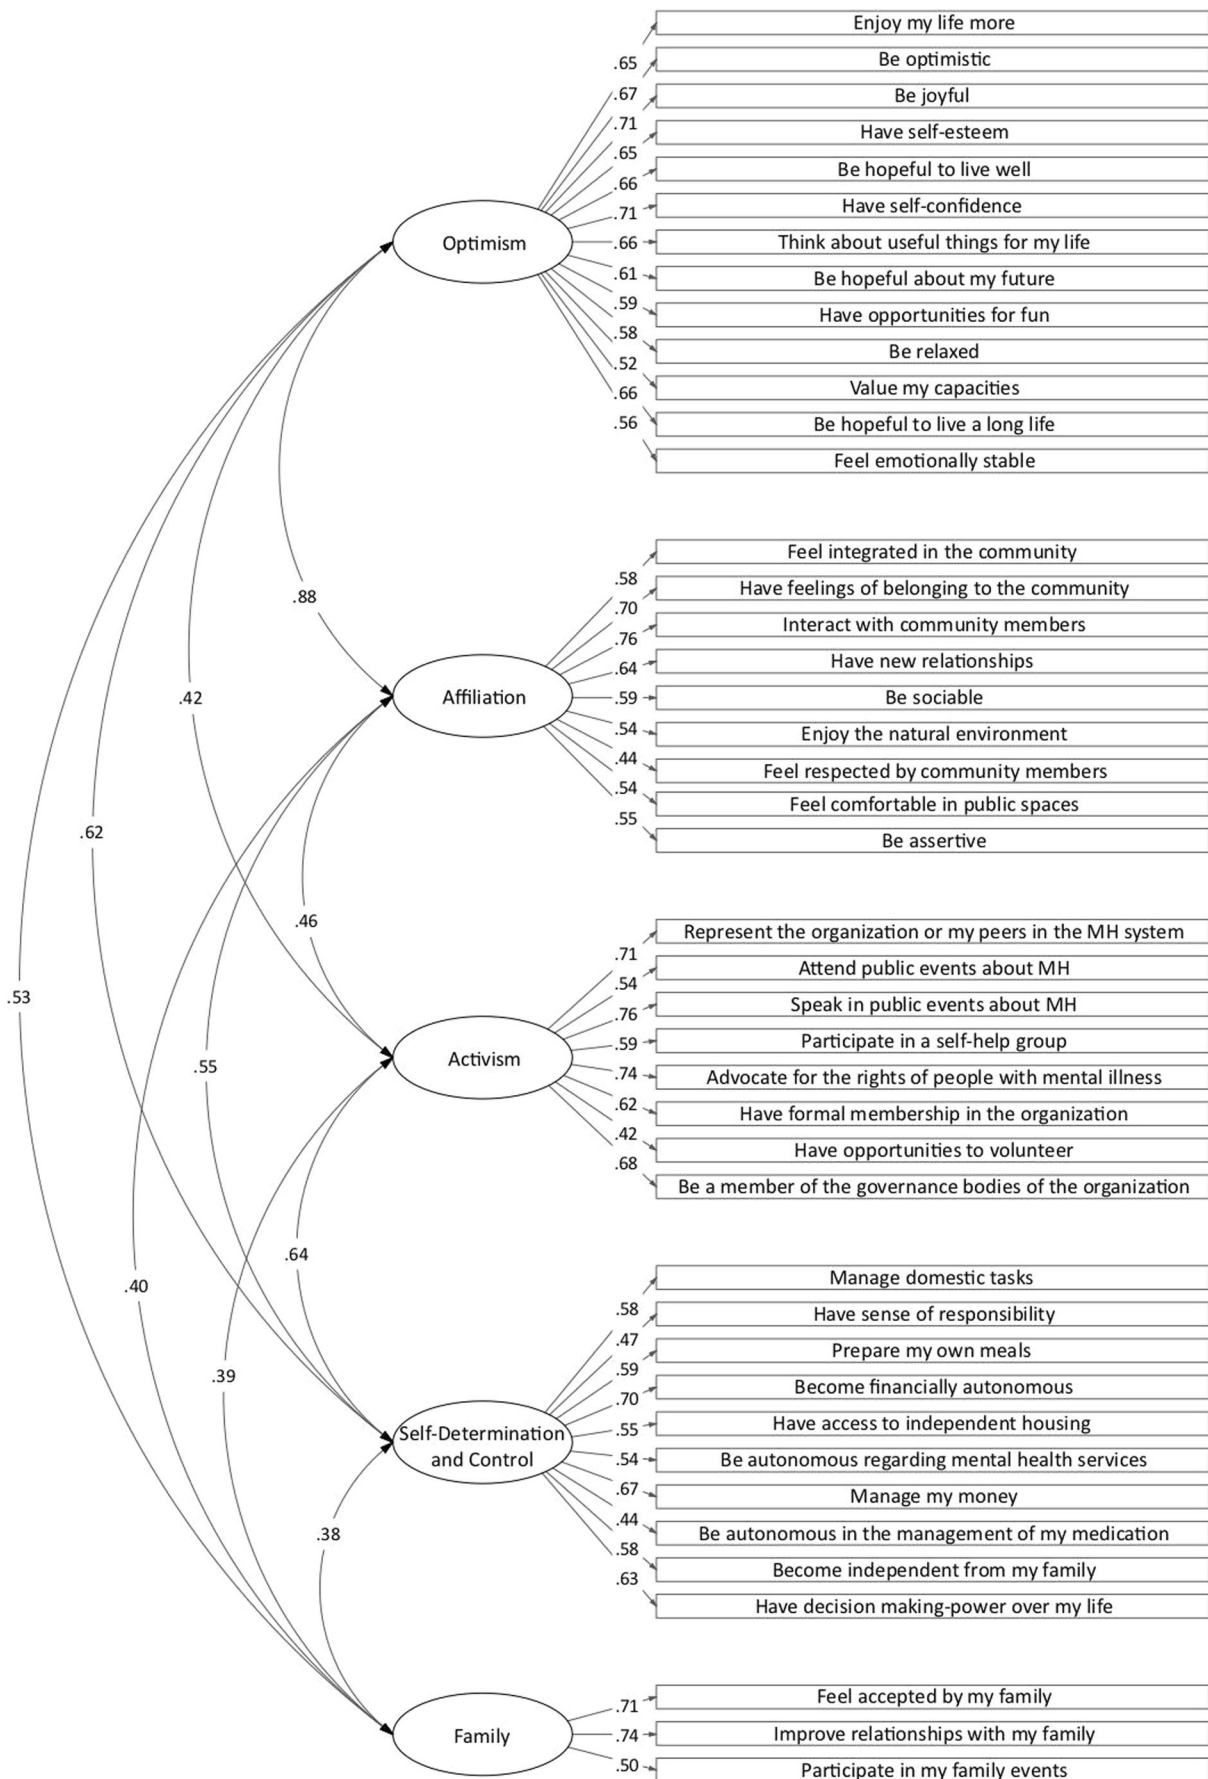 Enjoy my life more
.65
Be optimistic
.67
Be joyful
.71
Have self-esteem
.65
Be hopeful to live well
.66
Have self-confidence
.71
Optimism
.66
Think about useful things for my life
.61
Be hopeful about my future
.59
Have opportunities for fun
.58
Be relaxed
.52
Value my capacities
.66
Be hopeful to live a long life
.56
Feel emotionally stable
Feel integrated in the community
.58
Have feelings of belonging to the community
.88
.70
Interact with community members
.76
Have new relationships
.64
.42
Affiliation
.59
Be sociable
.54
Enjoy the natural environment
.44
Feel respected by community members
.54
Feel comfortable in public spaces
.55
.62
Be assertive
.46
Represent the organization or my peers in the MH system
.71
Attend public events about MH
.54
.53
Speak in public events about MH
.76
Participate in a self-help group
.59
Activism
.55
.74
Advocate for the rights of people with mental illness
.62
Have formal membership in the organization
.42
Have opportunities to volunteer
.68
Be a member of the governance bodies of the organization
.64
.40
Manage domestic tasks
.58
Have sense of responsibility
.47
Prepare my own meals
.59
.39
Become financially autonomous
.70
Have access to independent housing
.55
Self-Determination
and Control
.54
Be autonomous regarding mental health services
.67
Manage my money
.44
.38
Be autonomous in the management of my medication
.58
Become independent from my family
.63
Have decision making-power over my life
Feel accepted by my family
.71
Family
.74
Improve relationships with my family
.50
Participate in my family events